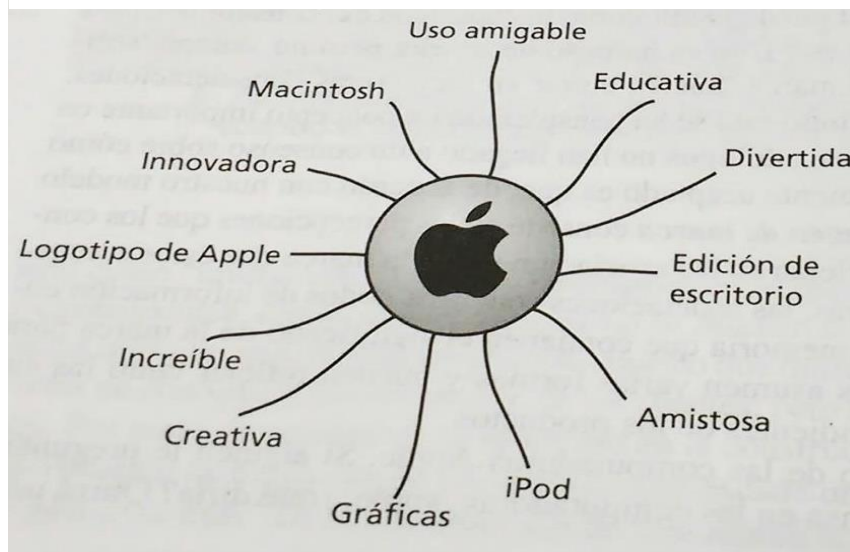 Uso amigable
Macintosh
Educativa
Innovadora
Divertida
Logotipo de Apple
Edición de
escritorio
Increíble
Amistosa
Creativa
iPod
Gráficas